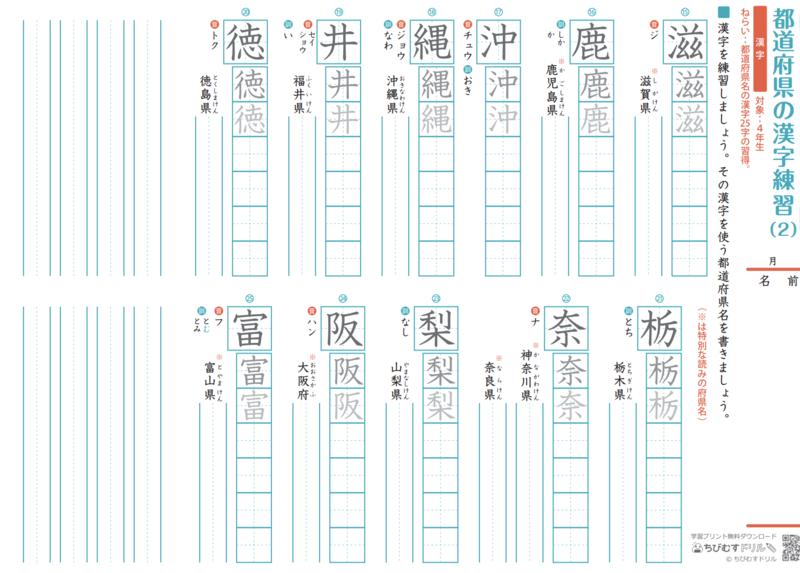 都道府県の漢字練習(2)
月
名前
漢字
対象:4年生
ねらい:都道府県名の漢字25字の習得。
漢字を練習しましょう。その漢字を使う都道府県名を書きましょう。
(※は特別な読みの府県名)
⑮
滋
滋
滋
音 ジ
※しがけん
滋賀県
⑯
鹿
鹿
鹿
訓 しか
か
※かごしまけん
鹿児島県
⑰
沖
沖
沖
音 チュウ
訓 おき
⑱
縄
縄
縄
音 ジョウ
訓 なわ
おきなわけん
沖縄県
⑲
井
井
井
音 セイ
ショウ
訓 い
ふくいけん
福井県
⑳
徳
徳
徳
音 トク
とくしまけん
徳島県
㉑
栃
栃
栃
訓 とち
とちぎけん
栃木県
㉒
奈
奈
奈
音 ナ
※かながわけん
神奈川県
※ならけん
奈良県
㉓
梨
梨
梨
訓 なし
やまなしけん
山梨県
㉔
阪
阪
阪
音 ハン
※おおさかふ
大阪府
㉕
富
富
富
音 フ
訓 とむ
とみ
※とやまけん
富山県
学習プリント無料ダウンロード
ちびむすドリル
©ちびむすドリル